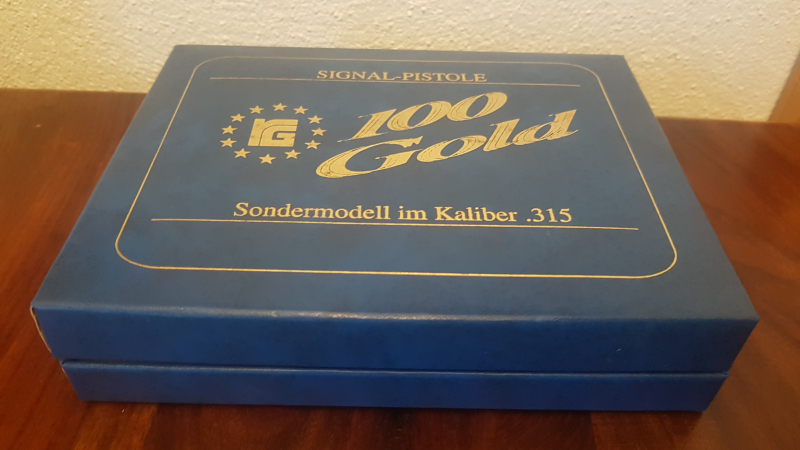 SIGNAL-PISTOLE
RG
100
Gold
Sondermodell im Kaliber .315